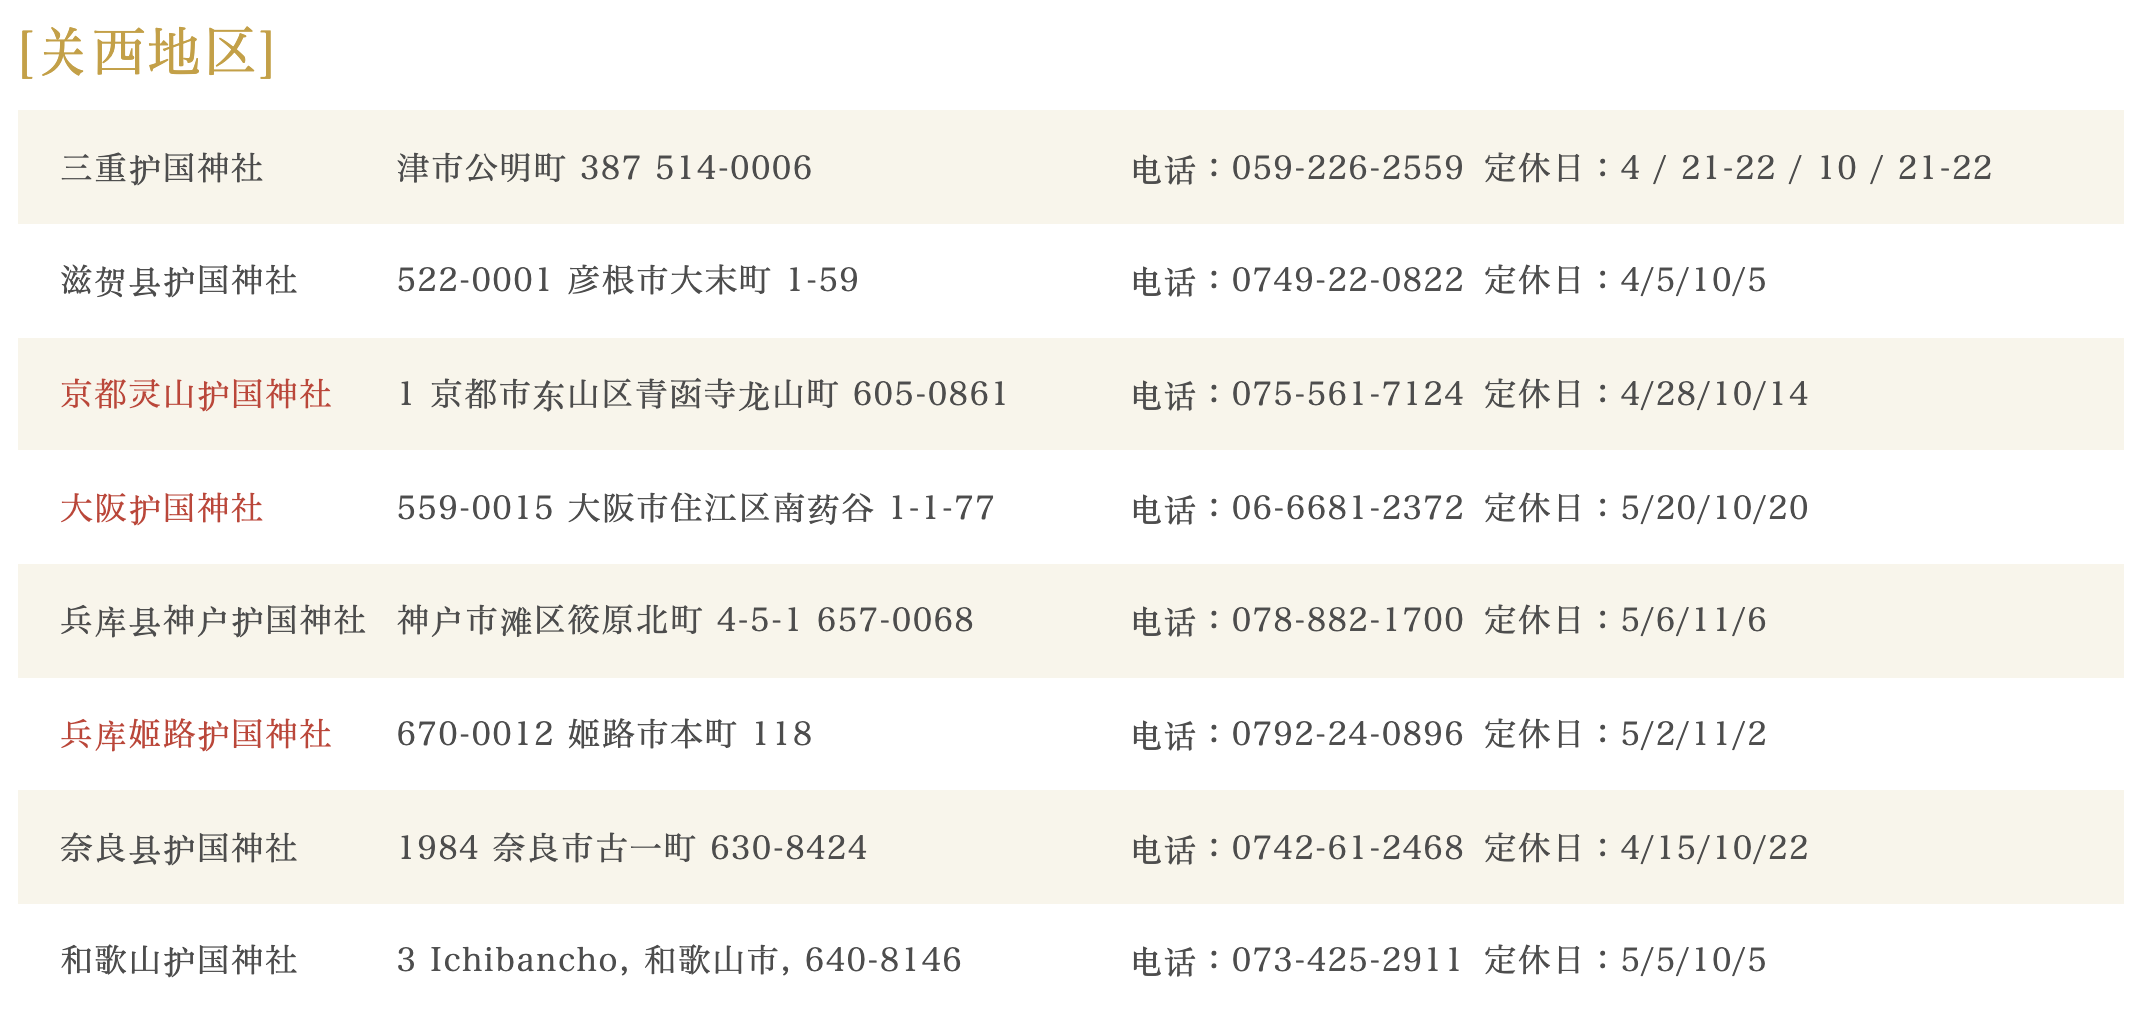 [关西地区]
三重护国神社 津市公明町 387 514-0006 电话：059-226-2559 定休日：4 / 21-22 / 10 / 21-22
滋贺县护国神社 522-0001 彦根市大末町 1-59 电话：0749-22-0822 定休日：4/5/10/5
京都灵山护国神社 1 京都市东山区青函寺龙山町 605-0861 电话：075-561-7124 定休日：4/28/10/14
大阪护国神社 559-0015 大阪市住江区南药谷 1-1-77 电话：06-6681-2372 定休日：5/20/10/20
兵库县神户护国神社 神户市滩区筱原北町 4-5-1 657-0068 电话：078-882-1700 定休日：5/6/11/6
兵库姬路护国神社 670-0012 姬路市本町 118 电话：0792-24-0896 定休日：5/2/11/2
奈良县护国神社 1984 奈良市古一町 630-8424 电话：0742-61-2468 定休日：4/15/10/22
和歌山护国神社 3 Ichibancho, 和歌山市, 640-8146 电话：073-425-2911 定休日：5/5/10/5